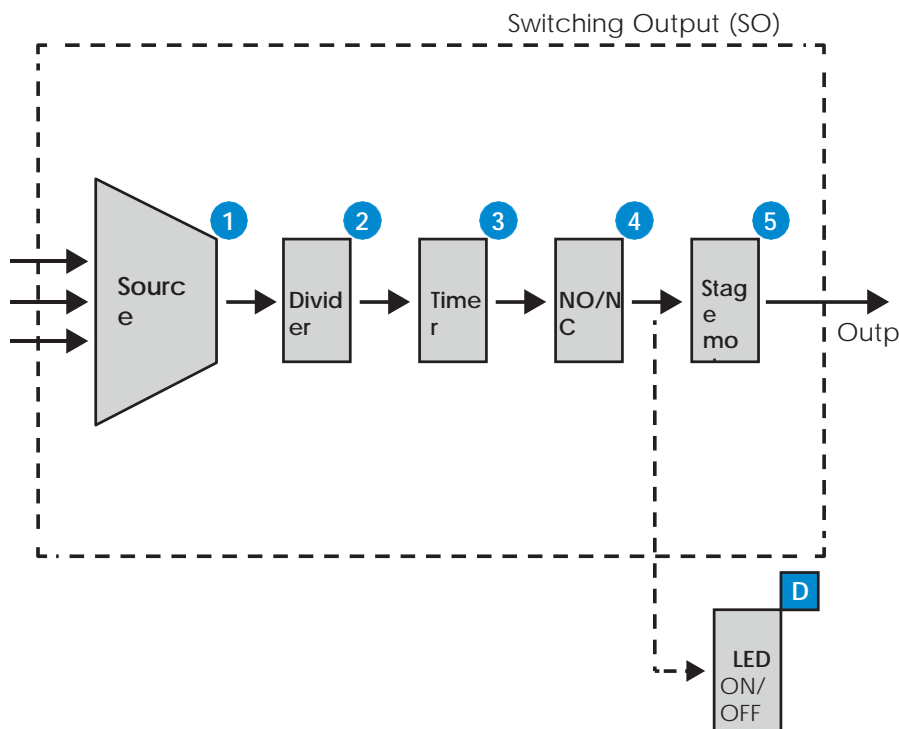 Switching Output (SO)
1
2
3
4
5
Sourc
e
Divid
er
Time
r
NO/N
C
Stag
e
mo
Outp
D
LED
ON/
OFF